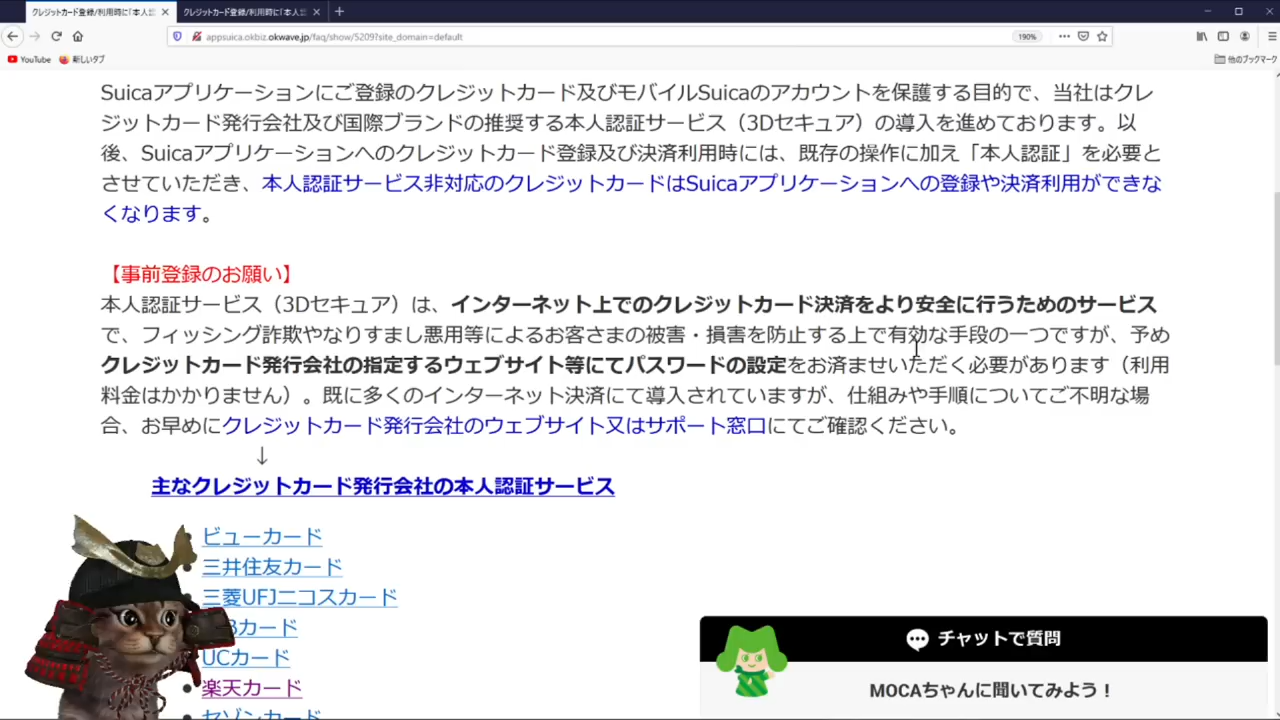 クレジットカード登録/利用時に「本人認
クレジットカード登録/利用時に「本人認
appsuica.okbiz.okwave.jp/faq/show/5209?site_domain=default
190%
YouTube
新しいタブ
他のブックマーク
Suicaアプリケーションにご登録のクレジットカード及びモバイルSuicaのアカウントを保護する目的で、当社はクレ
ジットカード発行会社及び国際ブランドの推奨する本人認証サービス（3Dセキュア）の導入を進めております。以
後、Suicaアプリケーションへのクレジットカード登録及び決済利用時には、既存の操作に加え「本人認証」を必要と
させていただき、本人認証サービス非対応のクレジットカードはSuicaアプリケーションへの登録や決済利用ができな
くなります。
【事前登録のお願い】
本人認証サービス（3Dセキュア）は、インターネット上でのクレジットカード決済をより安全に行うためのサービス
で、フィッシング詐欺やなりすまし悪用等によるお客さまの被害・損害を防止する上で有効な手段の一つですが、予め
クレジットカード発行会社の指定するウェブサイト等にてパスワードの設定をお済ませいただく必要があります（利用
料金はかかりません）。既に多くのインターネット決済にて導入されていますが、仕組みや手順についてご不明な場
合、お早めにクレジットカード発行会社のウェブサイト又はサポート窓口にてご確認ください。
↓
主なクレジットカード発行会社の本人認証サービス
ビューカード
三井住友カード
三菱UFJニコスカード
Bカード
UCカード
楽天カード
セゾンカード
チャットで質問
MOCAちゃんに聞いてみよう！